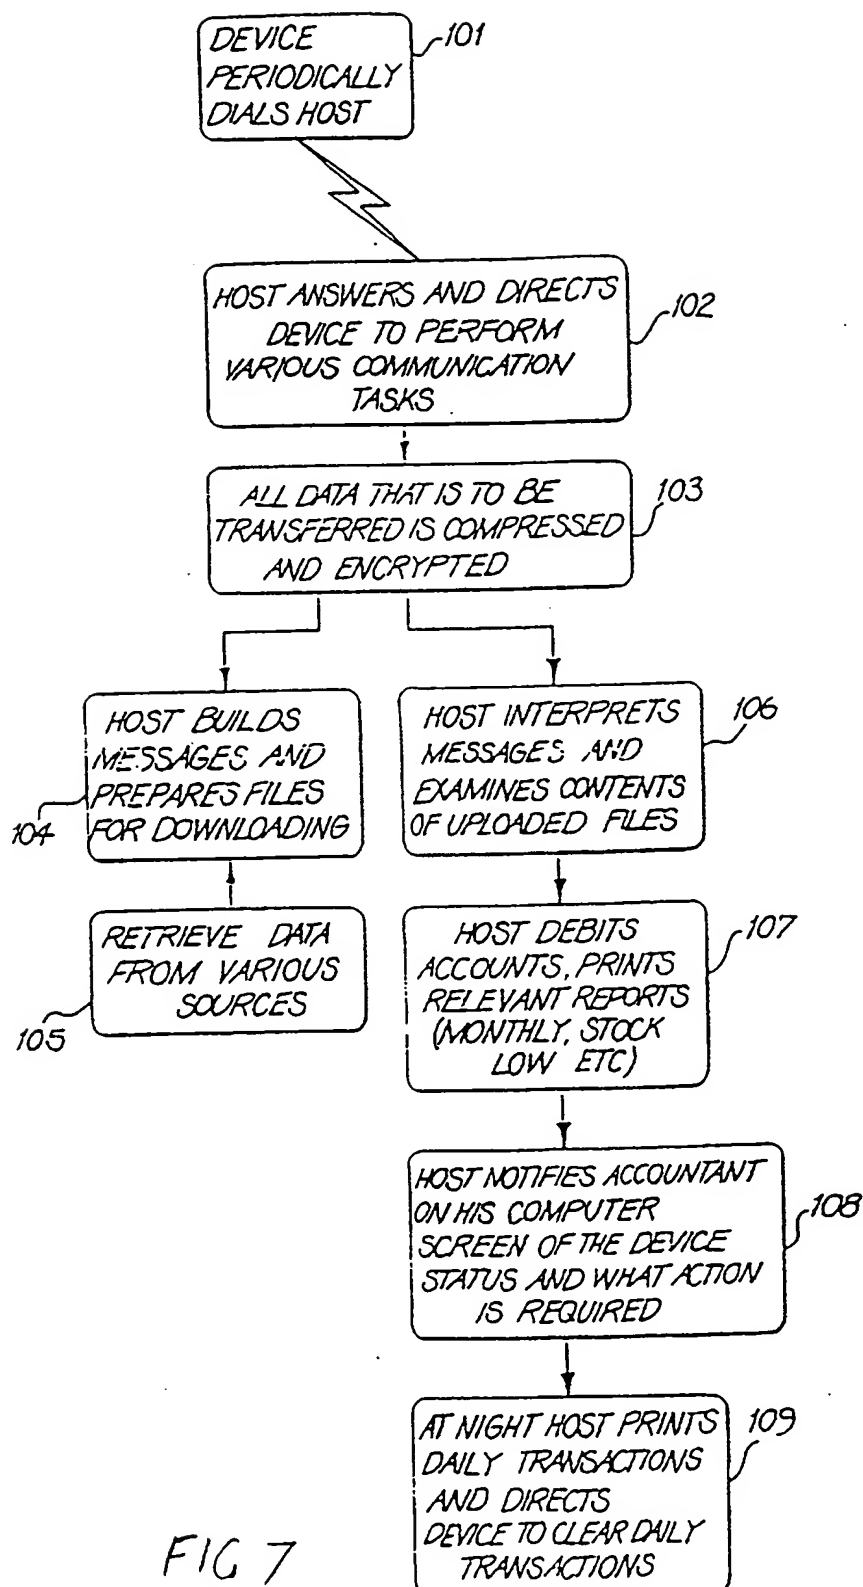 DEVICE
PERIODICALLY
DIALS HOST
101
HOST ANSWERS AND DIRECTS
DEVICE TO PERFORM
VARIOUS COMMUNICATION
TASKS
102
ALL DATA THAT IS TO BE
TRANSFERRED IS COMPRESSED
AND ENCRYPTED
103
HOST BUILDS
MESSAGES AND
PREPARES FILES
FOR DOWNLOADING
104
RETRIEVE DATA
FROM VARIOUS
SOURCES
105
HOST INTERPRETS
MESSAGES AND
EXAMINES CONTENTS
OF UPLOADED FILES
106
HOST DEBITS
ACCOUNTS, PRINTS
RELEVANT REPORTS
(MONTHLY, STOCK
LOW ETC)
107
HOST NOTIFIES ACCOUNTANT
ON HIS COMPUTER
SCREEN OF THE DEVICE
STATUS AND WHAT ACTION
IS REQUIRED
108
AT NIGHT HOST PRINTS
DAILY TRANSACTIONS
AND DIRECTS
DEVICE TO CLEAR DAILY
TRANSACTIONS
109
FIG 7